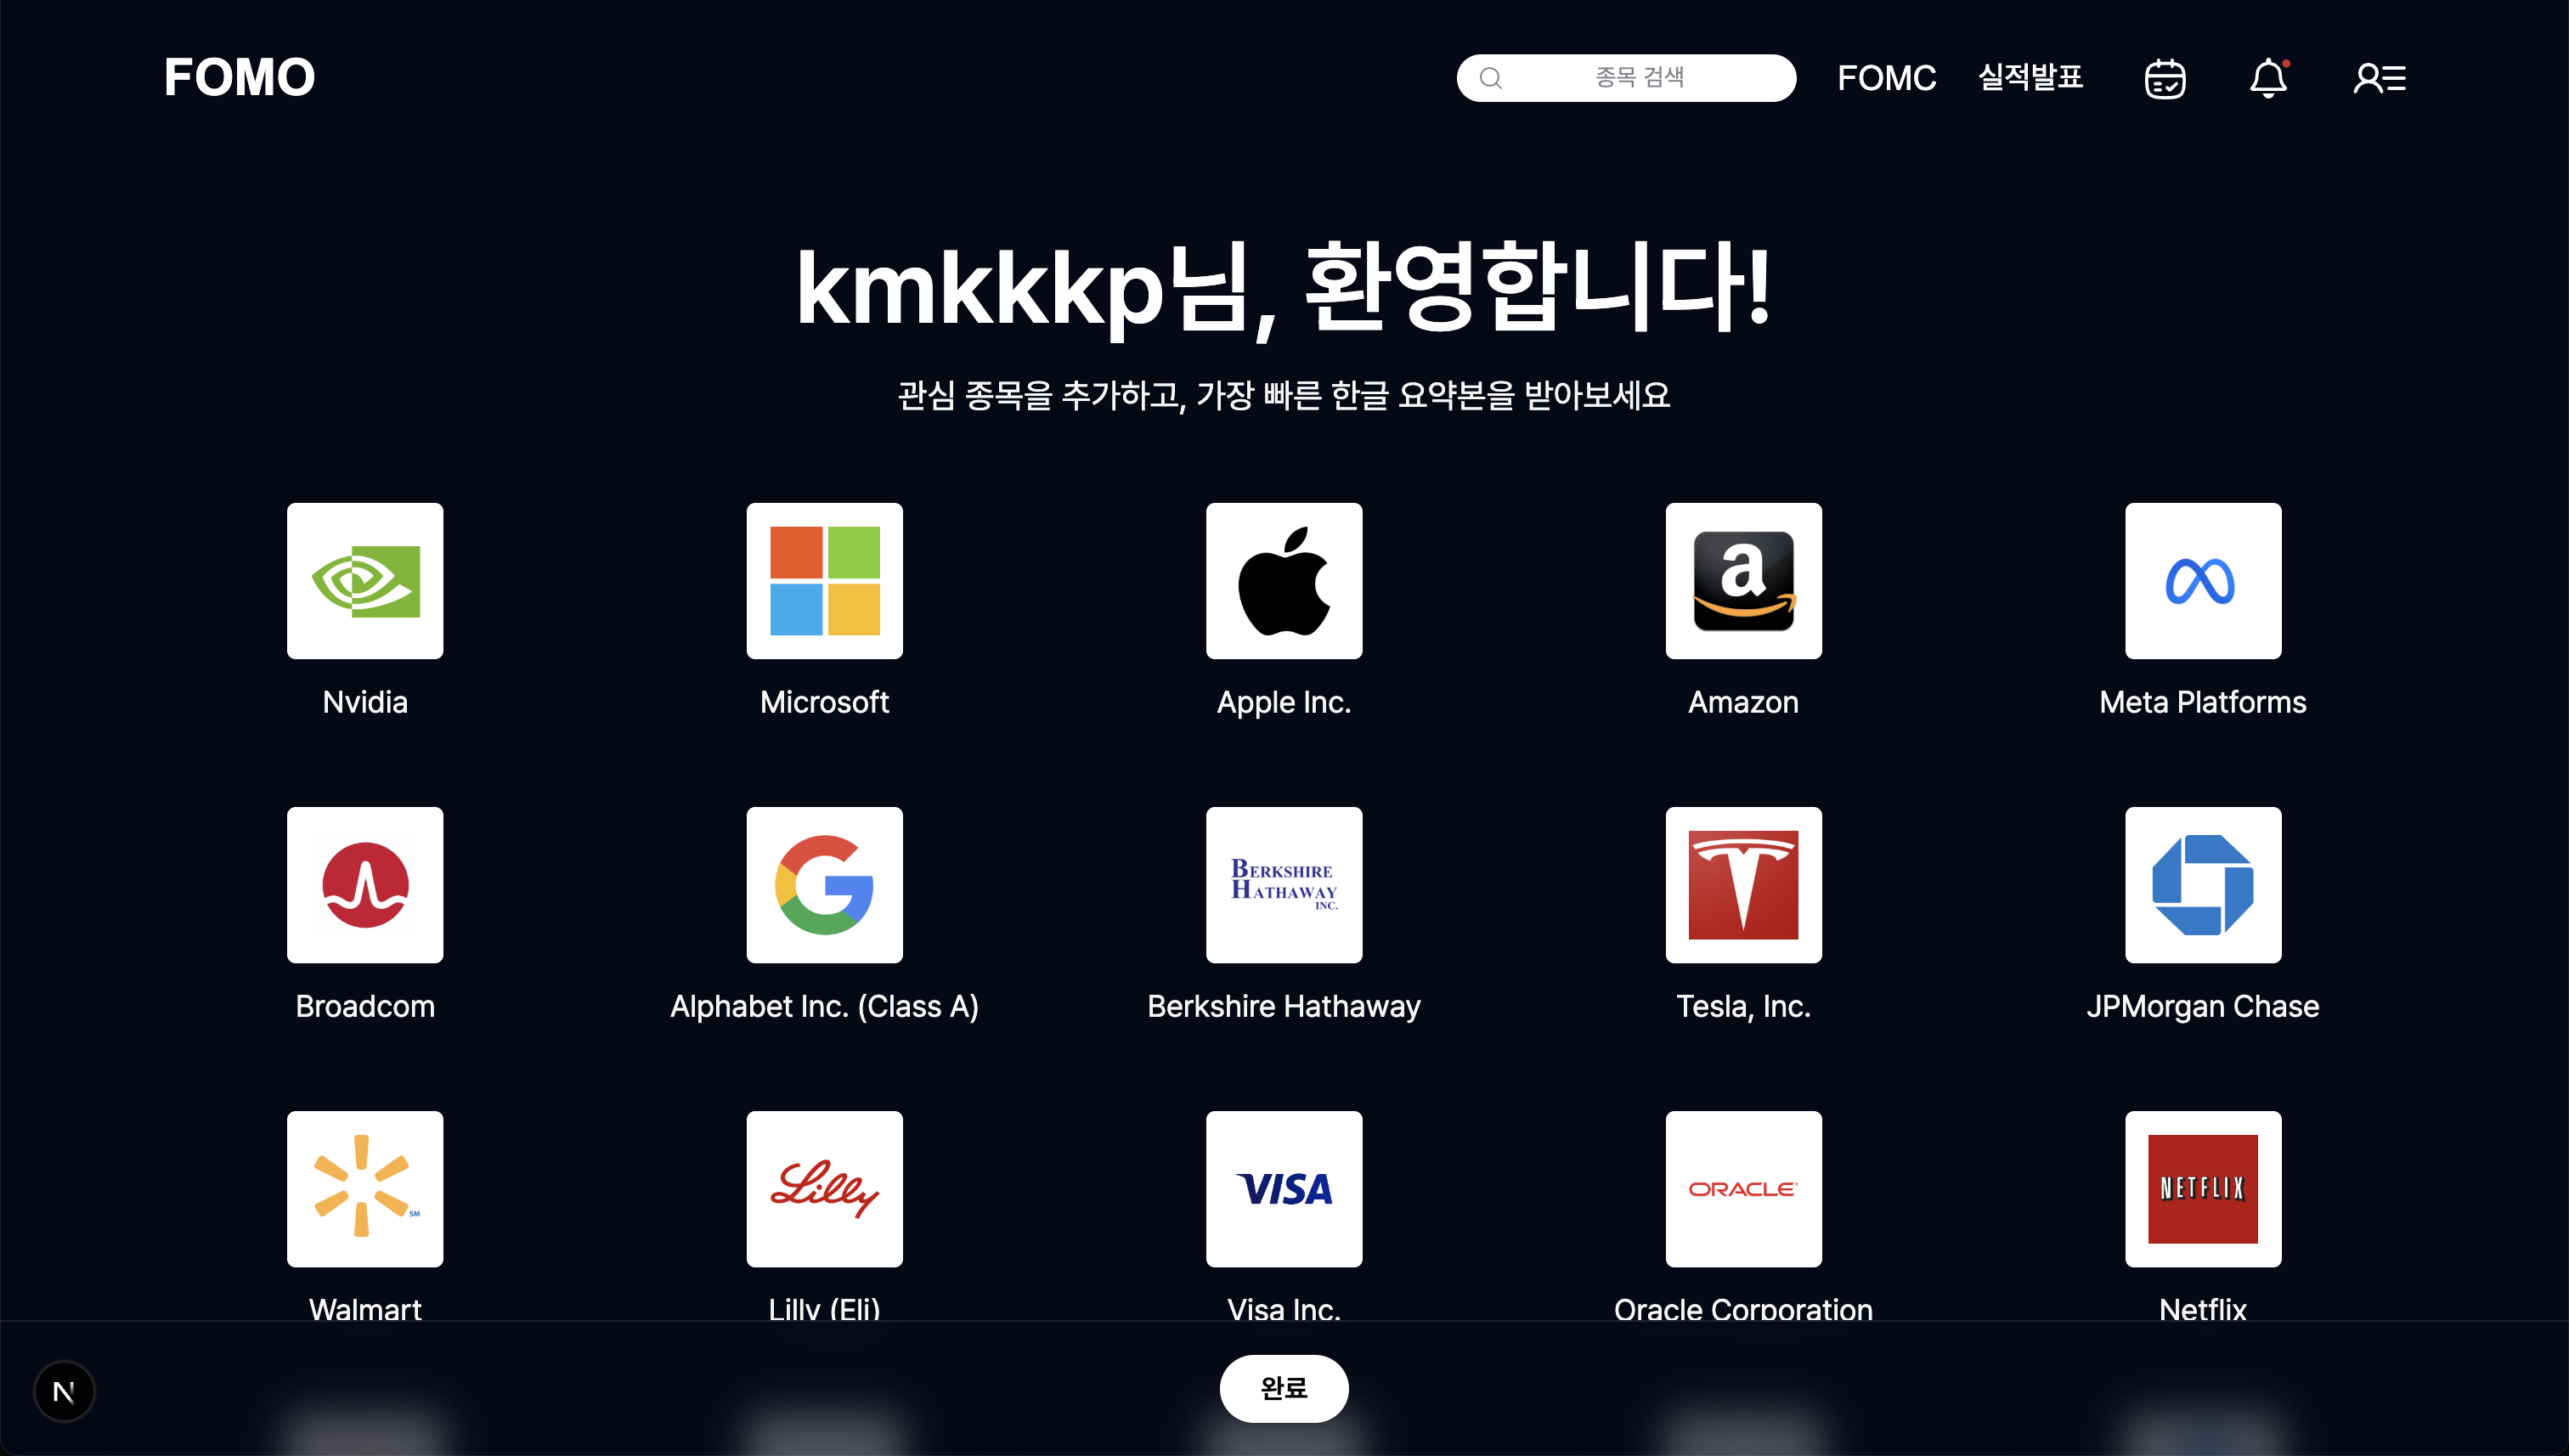 FOMO
종목 검색
FOMC
실적발표
kmkkkp님, 환영합니다!
관심 종목을 추가하고, 가장 빠른 한글 요약본을 받아보세요
a
Nvidia
Microsoft
Apple Inc.
Amazon
Meta Platforms
BERKSHIRE
HATHAWAY
INC.
Broadcom
Alphabet Inc. (Class A)
Berkshire Hathaway
Tesla, Inc.
JPMorgan Chase
SM
Lilly
VISA
ORACLE
NETFLIX
Walmart
Lilly (Eli)
Visa Inc.
Oracle Corporation
Netflix
N
완료